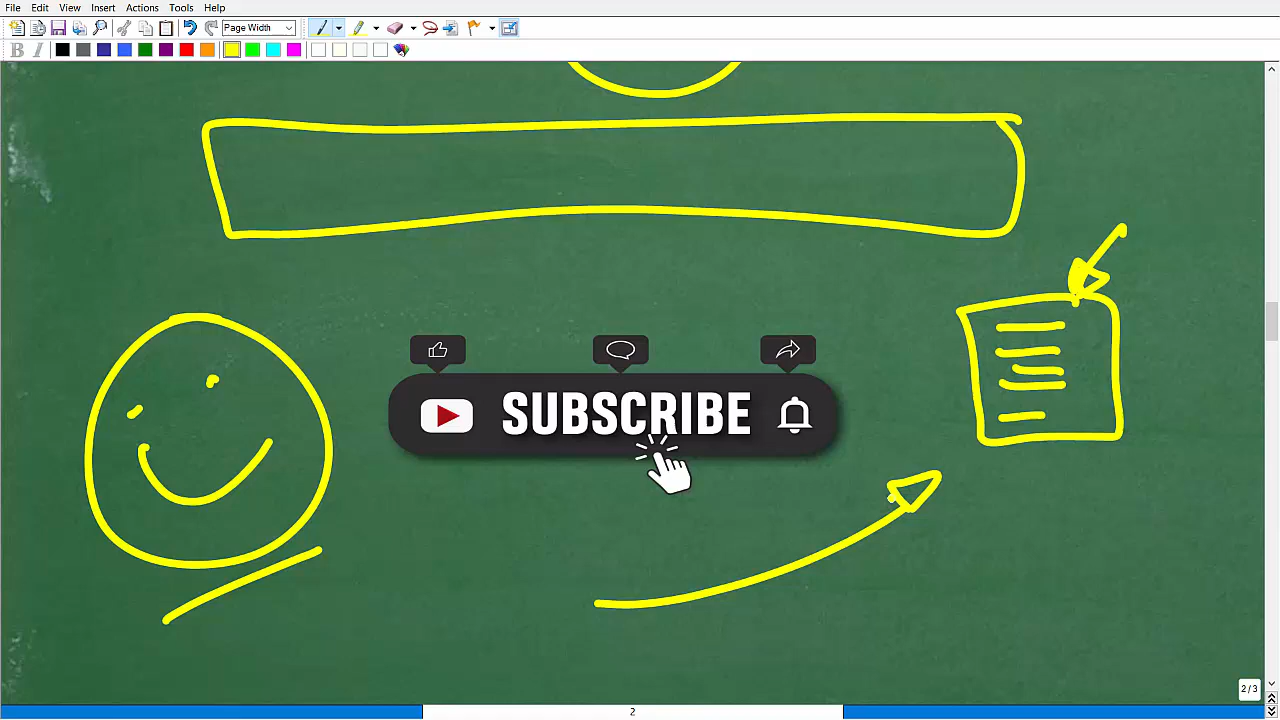 File Edit View Insert Actions Tools Help
Page Width
B I
SUBSCRIBE
2 / 3
2